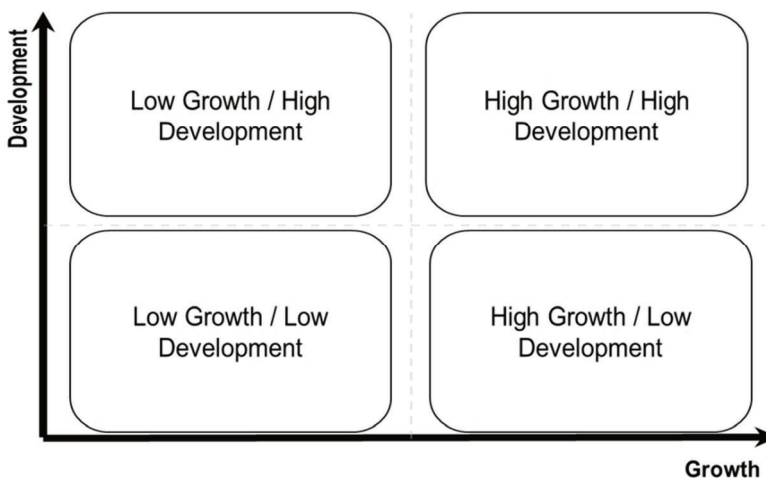 Development
Low Growth / High
Development
High Growth / High
Development
Low Growth / Low
Development
High Growth / Low
Development
Growth